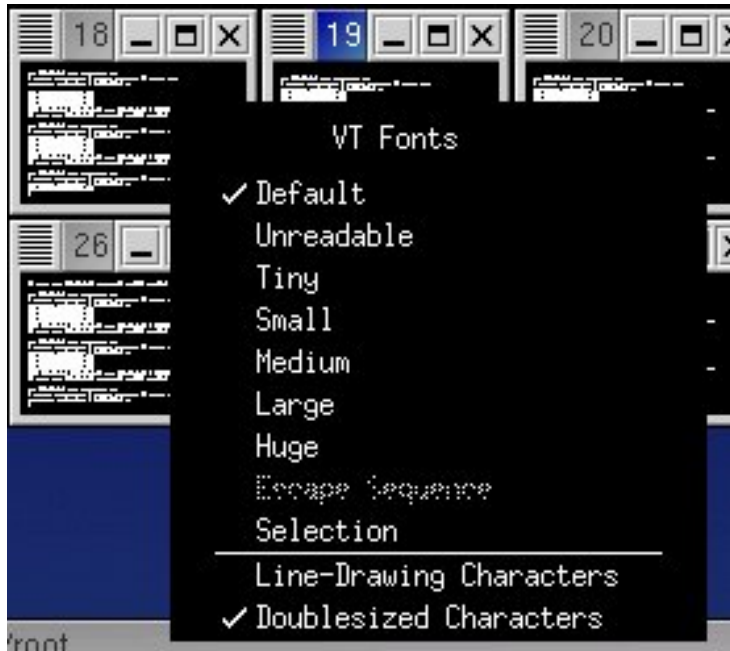 18
19
20
26
VT Fonts
✓ Default
Unreadable
Tiny
Small
Medium
Large
Huge
Escape Sequence
Selection
Line-Drawing Characters
✓ Doublesized Characters
root